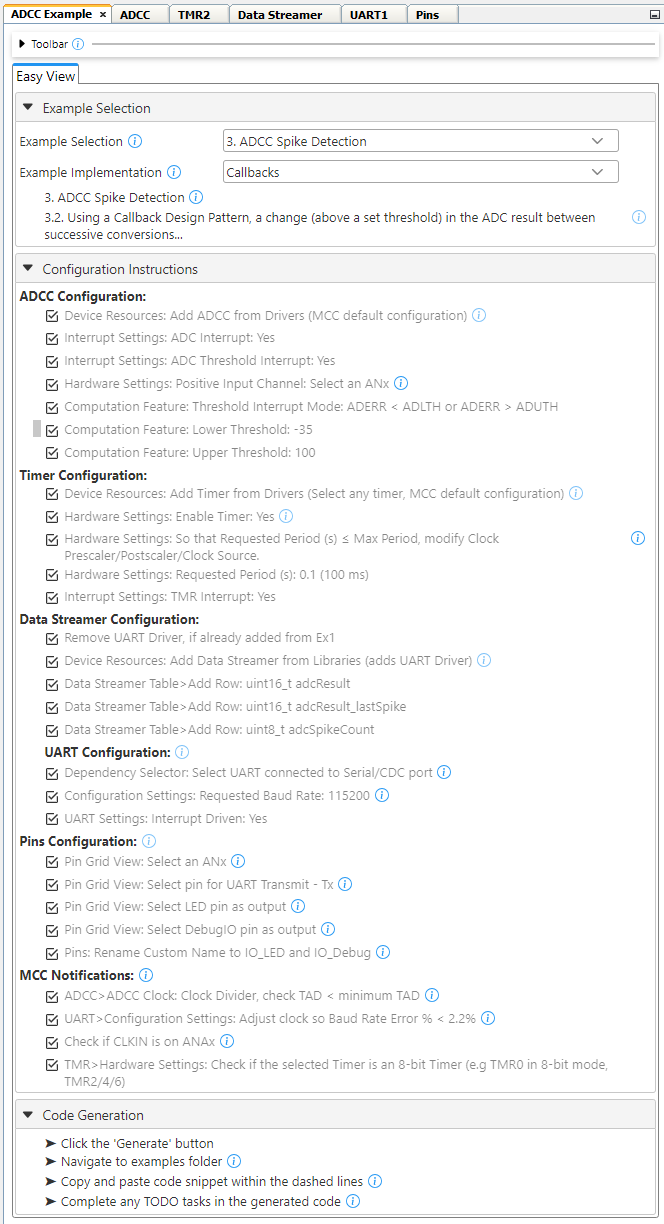 ADCC Example × ADCC TMR2 Data Streamer UART1 Pins
Toolbar
Easy View
Example Selection
Example Selection 3. ADCC Spike Detection
Example Implementation Callbacks
3. ADCC Spike Detection
3.2. Using a Callback Design Pattern, a change (above a set threshold) in the ADC result between
successive conversions...
Configuration Instructions
ADCC Configuration:
Device Resources: Add ADCC from Drivers (MCC default configuration)
Interrupt Settings: ADC Interrupt: Yes
Interrupt Settings: ADC Threshold Interrupt: Yes
Hardware Settings: Positive Input Channel: Select an ANx
Computation Feature: Threshold Interrupt Mode: ADERR < ADLTH or ADERR > ADUTH
Computation Feature: Lower Threshold: -35
Computation Feature: Upper Threshold: 100
Timer Configuration:
Device Resources: Add Timer from Drivers (Select any timer, MCC default configuration)
Hardware Settings: Enable Timer: Yes
Hardware Settings: So that Requested Period (s) ≤ Max Period, modify Clock
Prescaler/Postscaler/Clock Source.
Hardware Settings: Requested Period (s): 0.1 (100 ms)
Interrupt Settings: TMR Interrupt: Yes
Data Streamer Configuration:
Remove UART Driver, if already added from Ex1
Device Resources: Add Data Streamer from Libraries (adds UART Driver)
Data Streamer Table>Add Row: uint16_t adcResult
Data Streamer Table>Add Row: uint16_t adcResult_lastSpike
Data Streamer Table>Add Row: uint8_t adcSpikeCount
UART Configuration:
Dependency Selector: Select UART connected to Serial/CDC port
Configuration Settings: Requested Baud Rate: 115200
UART Settings: Interrupt Driven: Yes
Pins Configuration:
Pin Grid View: Select an ANx
Pin Grid View: Select pin for UART Transmit - Tx
Pin Grid View: Select LED pin as output
Pin Grid View: Select DebugIO pin as output
Pins: Rename Custom Name to IO_LED and IO_Debug
MCC Notifications:
ADCC>ADCC Clock: Clock Divider, check TAD < minimum TAD
UART>Configuration Settings: Adjust clock so Baud Rate Error % < 2.2%
Check if CLKIN is on ANAx
TMR>Hardware Settings: Check if the selected Timer is an 8-bit Timer (e.g TMR0 in 8-bit mode,
TMR2/4/6)
Code Generation
➤ Click the 'Generate' button
➤ Navigate to examples folder
➤ Copy and paste code snippet within the dashed lines
➤ Complete any TODO tasks in the generated code